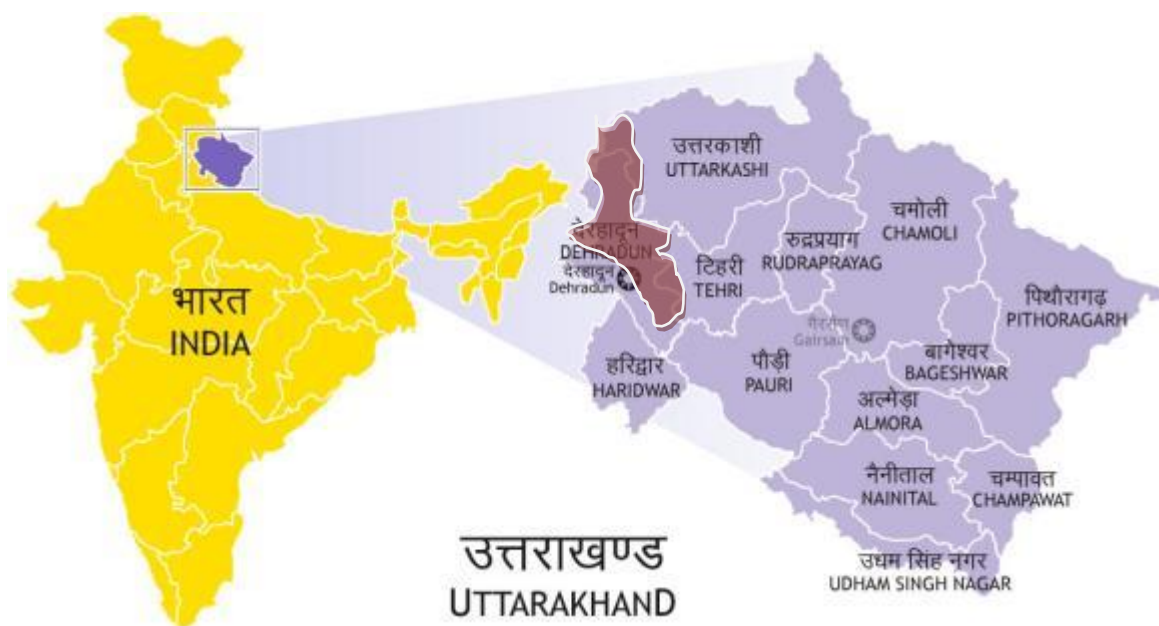 भारत
INDIA
उत्तराखण्ड
UTTARAKHAND
उत्तरकाशी
UTTARKASHI
देहरादून
DEHRADUN
देरहादून
Dehradun
टिहरी
TEHRI
रुद्रप्रयाग
RUDRAPRAYAG
चमोली
CHAMOLI
पिथौरागढ़
PITHORAGARH
हरिद्वार
HARIDWAR
पौड़ी
PAURI
गैरसैण
Gairsain
बागेश्वर
BAGESHWAR
अल्मेड़ा
ALMORA
नैनीताल
NAINITAL
चम्पावत
CHAMPAWAT
उधम सिंह नगर
UDHAM SINGH NAGAR